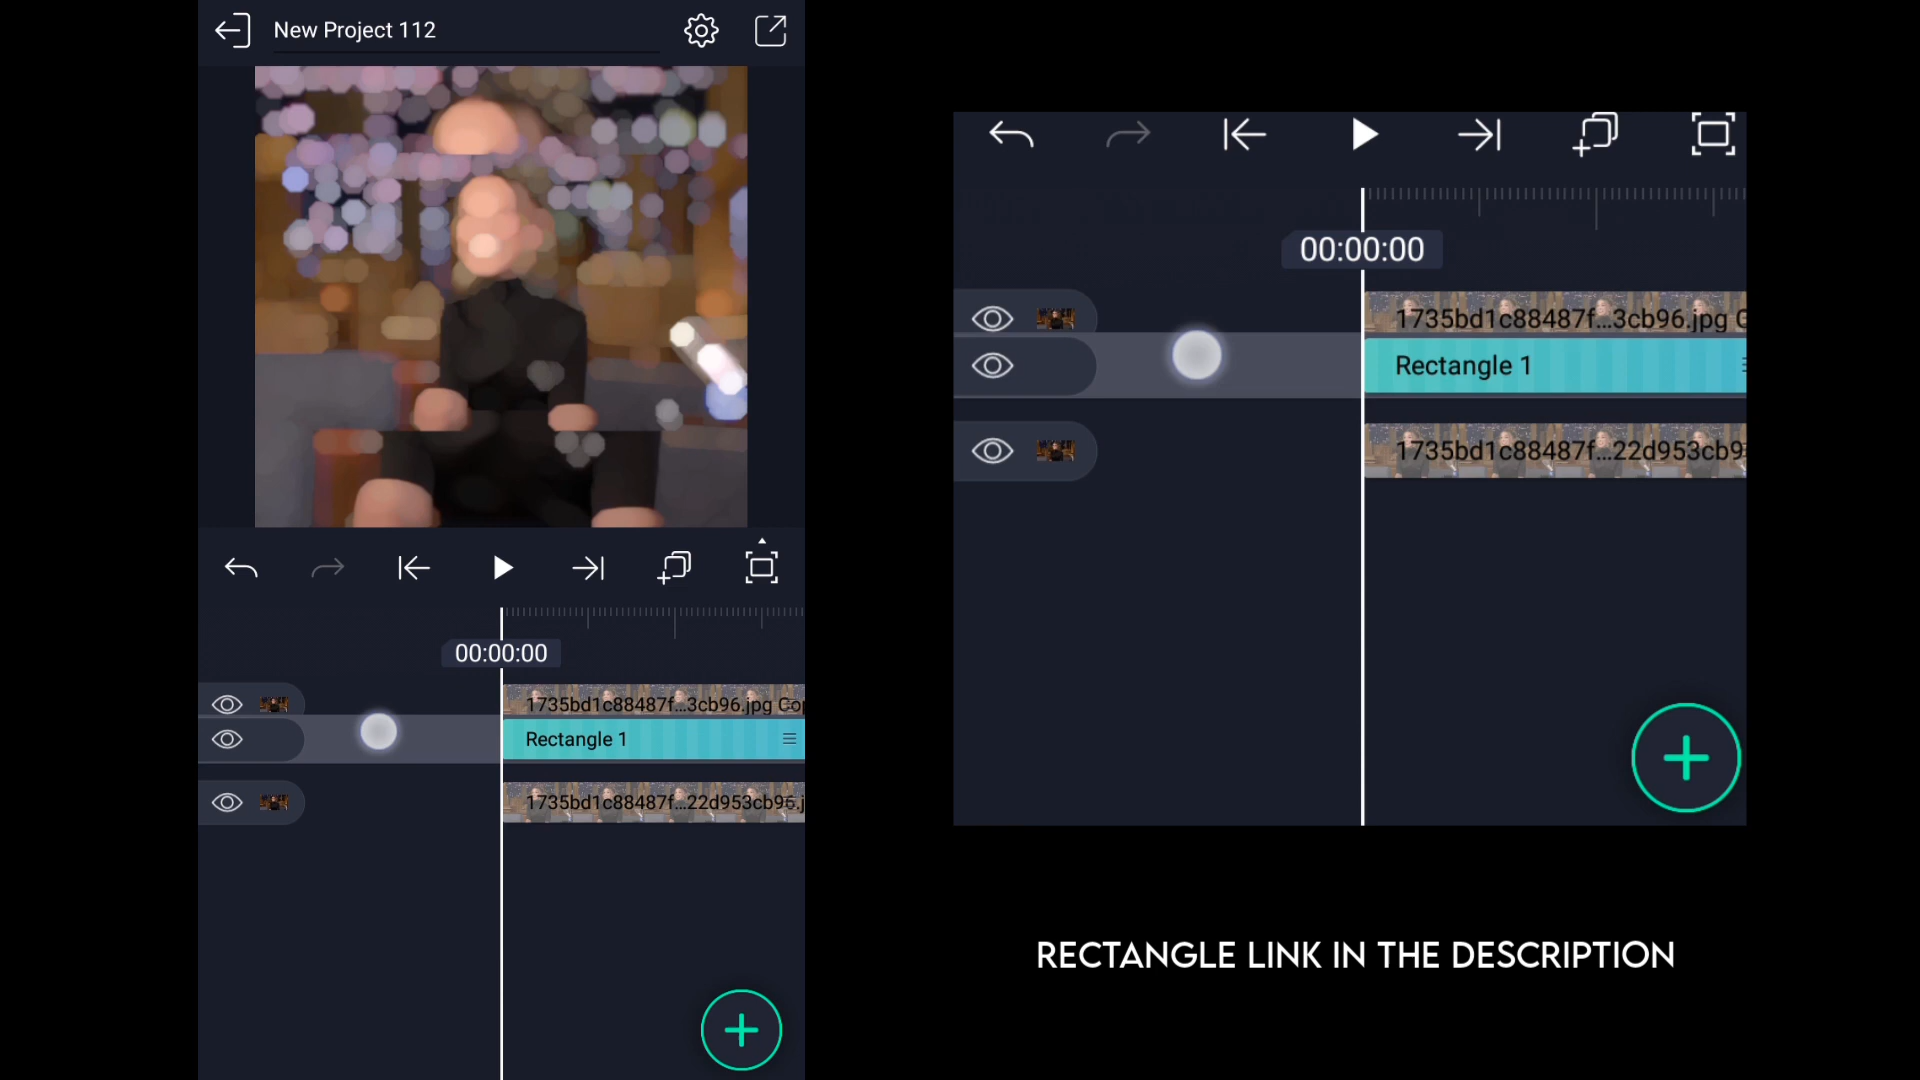 New Project 112
00:00:00
1735bd1c88487f...3cb96.jpg Cop
Rectangle 1
1735bd1c88487f...22d953cb96.j
00:00:00
1735bd1c88487f...3cb96.jpg C
Rectangle 1
1735bd1c88487f...22d953cb9
RECTANGLE LINK IN THE DESCRIPTION